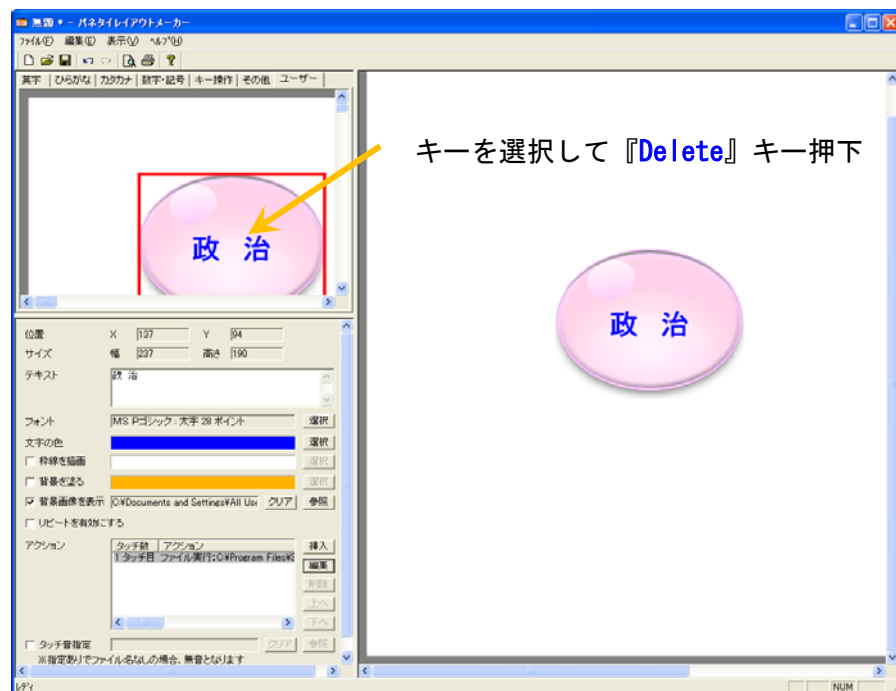 無題 * - パネタイレイアウトメーカー
ファイル(F) 編集(E) 表示(V) ヘルプ(H)
英字 ひらがな カタカナ 数字・記号 キー操作 その他 ユーザー
キーを選択して『Delete』キー押下
政 治
政 治
位置 X 137 Y 94
サイズ 幅 237 高さ 190
テキスト 政 治
フォント MS Pゴシック : 太字 28 ポイント 選択
文字の色 選択
枠線を描画 選択
背景を塗る 選択
背景画像を表示 C:¥Documents and Settings¥All Use クリア 参照
リピートを有効にする
アクション タッチ数 アクション 挿入
1 タッチ目 ファイル実行;C:¥Program Files¥S 編集
削除
上へ
下へ
タッチ音指定 クリア 参照
※指定ありでファイル名なしの場合、無音となります
レディ NUM